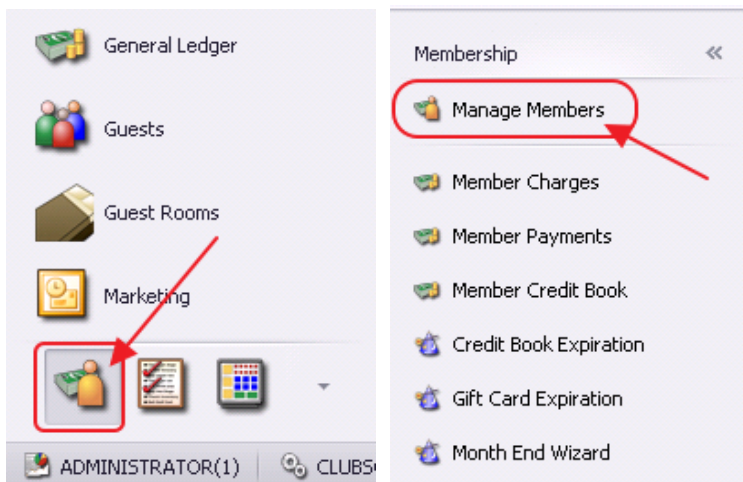 General Ledger
Guests
Guest Rooms
Marketing
ADMINISTRATOR(1)
Membership
Manage Members
Member Charges
Member Payments
Member Credit Book
Credit Book Expiration
Gift Card Expiration
Month End Wizard